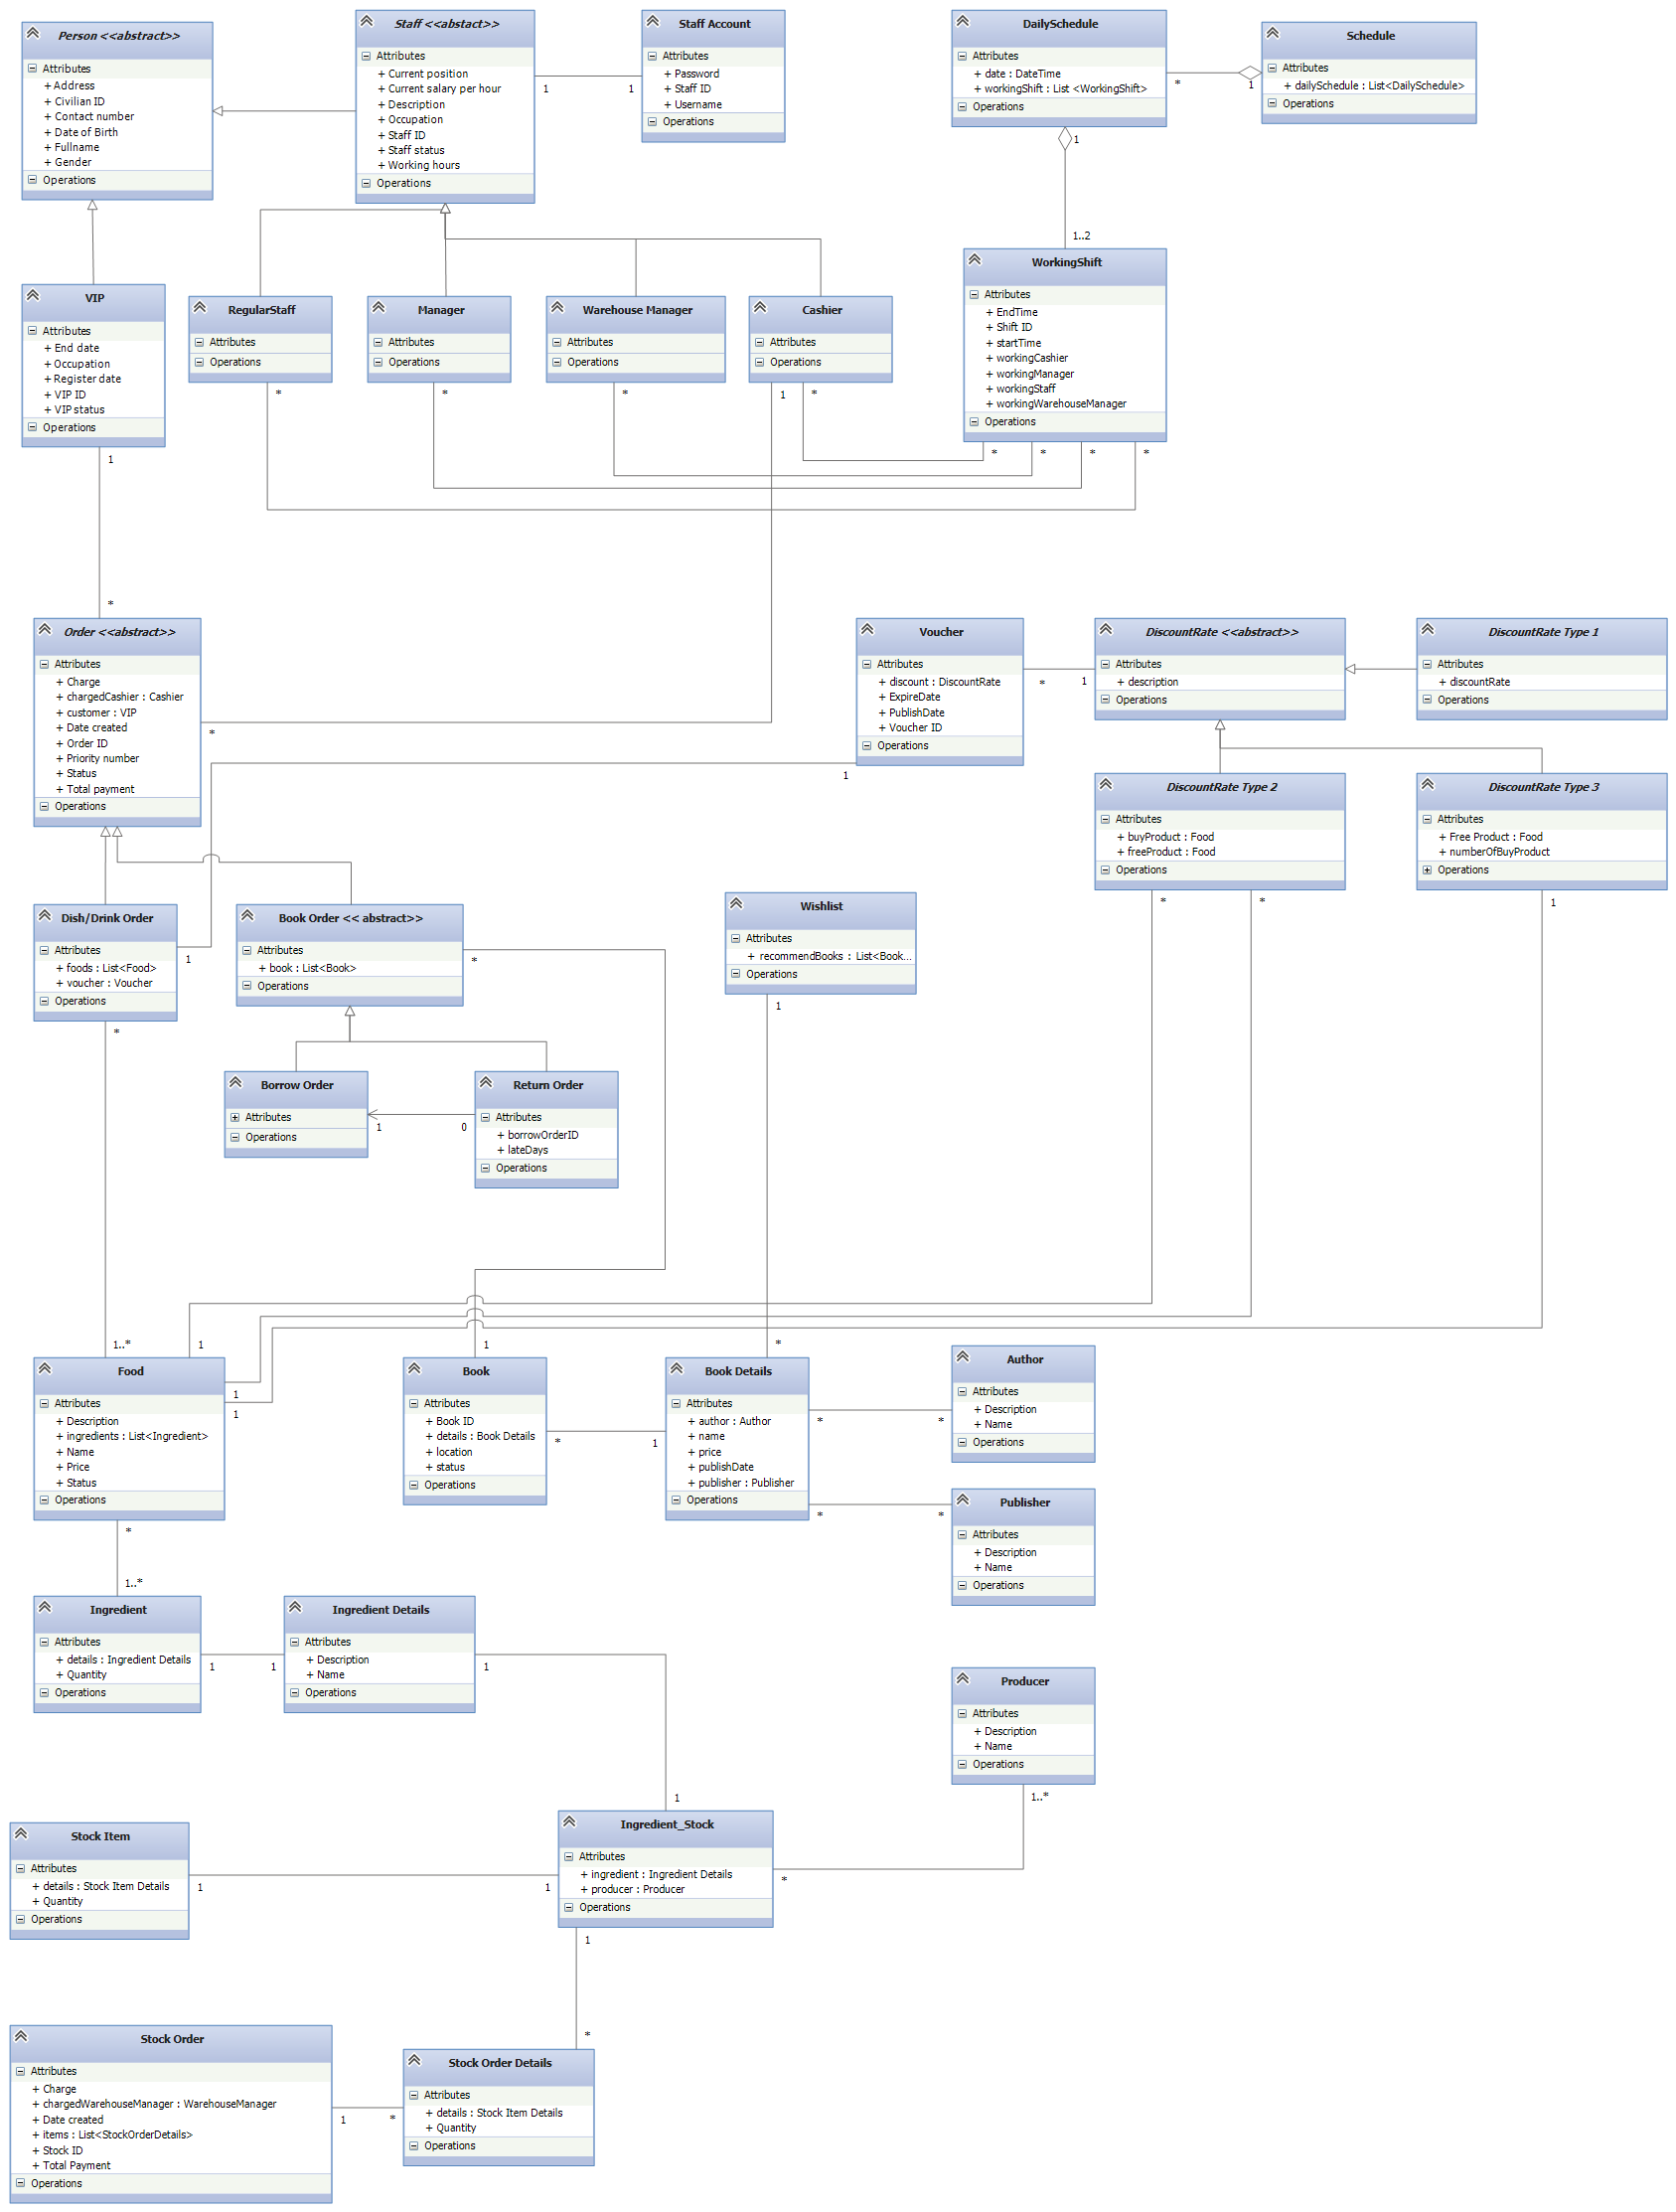 Person <<abstract>>
Attributes
+ Address
+ Civilian ID
+ Contact number
+ Date of Birth
+ Fullname
+ Gender
Operations
Staff <<abstact>>
Attributes
+ Current position
+ Current salary per hour
+ Description
+ Occupation
+ Staff ID
+ Staff status
+ Working hours
Operations
1
1
Staff Account
Attributes
+ Password
+ Staff ID
+ Username
Operations
DailySchedule
Attributes
+ date : DateTime
+ workingShift : List <WorkingShift>
Operations
*
1
Schedule
Attributes
+ dailySchedule : List<DailySchedule>
Operations
1
1..2
VIP
Attributes
+ End date
+ Occupation
+ Register date
+ VIP ID
+ VIP status
Operations
RegularStaff
Attributes
Operations
*
Manager
Attributes
Operations
*
Warehouse Manager
Attributes
Operations
*
Cashier
Attributes
Operations
1
*
WorkingShift
Attributes
+ EndTime
+ Shift ID
+ startTime
+ workingCashier
+ workingManager
+ workingStaff
+ workingWarehouseManager
Operations
*
*
*
*
1
*
Order <<abstract>>
Attributes
+ Charge
+ chargedCashier : Cashier
+ customer : VIP
+ Date created
+ Order ID
+ Priority number
+ Status
+ Total payment
Operations
*
Voucher
Attributes
+ discount : DiscountRate
+ ExpireDate
+ PublishDate
+ Voucher ID
Operations
1
*
1
DiscountRate <<abstract>>
Attributes
+ description
Operations
DiscountRate Type 1
Attributes
+ discountRate
Operations
DiscountRate Type 2
Attributes
+ buyProduct : Food
+ freeProduct : Food
Operations
*
*
DiscountRate Type 3
Attributes
+ Free Product : Food
+ numberOfBuyProduct
Operations
1
Dish/Drink Order
Attributes
+ foods : List<Food>
+ voucher : Voucher
Operations
1
*
Book Order << abstract>>
Attributes
+ book : List<Book>
Operations
*
Wishlist
Attributes
+ recommendBooks : List<Book...
Operations
1
Borrow Order
Attributes
Operations
1
0
Return Order
Attributes
+ borrowOrderID
+ lateDays
Operations
1..*
1
1
*
Food
Attributes
+ Description
+ ingredients : List<Ingredient>
+ Name
+ Price
+ Status
Operations
1
1
*
Book
Attributes
+ Book ID
+ details : Book Details
+ location
+ status
Operations
*
1
Book Details
Attributes
+ author : Author
+ name
+ price
+ publishDate
+ publisher : Publisher
Operations
*
*
*
*
Author
Attributes
+ Description
+ Name
Operations
Publisher
Attributes
+ Description
+ Name
Operations
1..*
Ingredient
Attributes
+ details : Ingredient Details
+ Quantity
Operations
1
1
Ingredient Details
Attributes
+ Description
+ Name
Operations
1
1
Producer
Attributes
+ Description
+ Name
Operations
1..*
Stock Item
Attributes
+ details : Stock Item Details
+ Quantity
Operations
1
1
Ingredient_Stock
Attributes
+ ingredient : Ingredient Details
+ producer : Producer
Operations
*
1
*
Stock Order
Attributes
+ Charge
+ chargedWarehouseManager : WarehouseManager
+ Date created
+ items : List<StockOrderDetails>
+ Stock ID
+ Total Payment
Operations
1
*
Stock Order Details
Attributes
+ details : Stock Item Details
+ Quantity
Operations